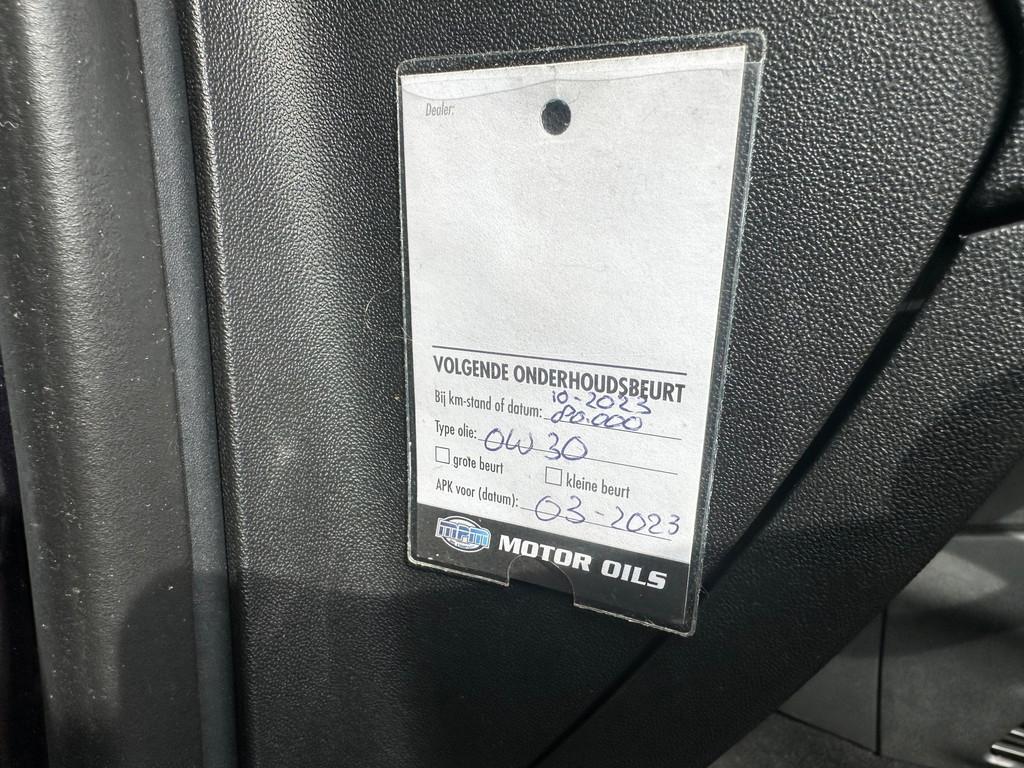 Dealer:
VOLGENDE ONDERHOUDSBEURT
10-2023
Bij km-stand of datum: 80.000
Type olie: 0W30
grote beurt kleine beurt
APK voor (datum): 03-2023
MPM MOTOR OILS